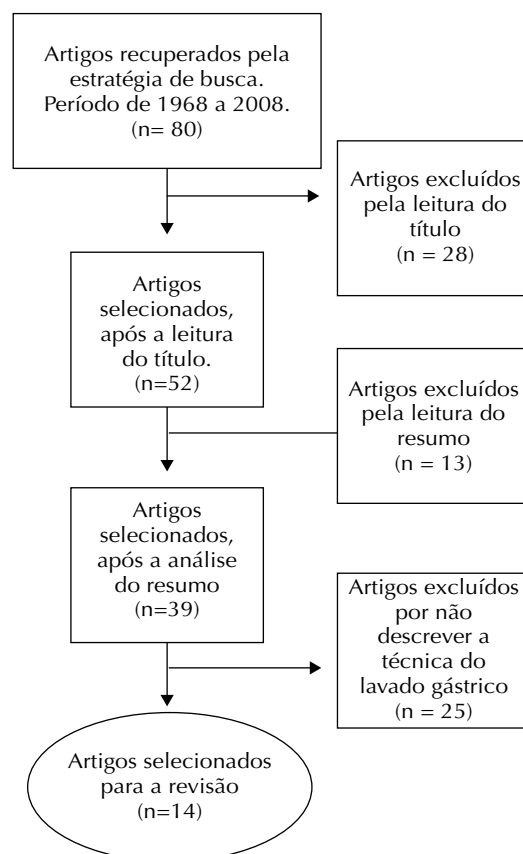 Artigos recuperados pela
estratégia de busca.
Período de 1968 a 2008.
(n= 80)
Artigos excluídos
pela leitura do
título
(n = 28)
Artigos
selecionados,
após a leitura
do título.
(n=52)
Artigos excluídos
pela leitura do
resumo
(n = 13)
Artigos
selecionados,
após a análise
do resumo
(n=39)
Artigos excluídos
por não
descrever a
técnica do
lavado gástrico
(n = 25)
Artigos selecionados
para a revisão
(n=14)